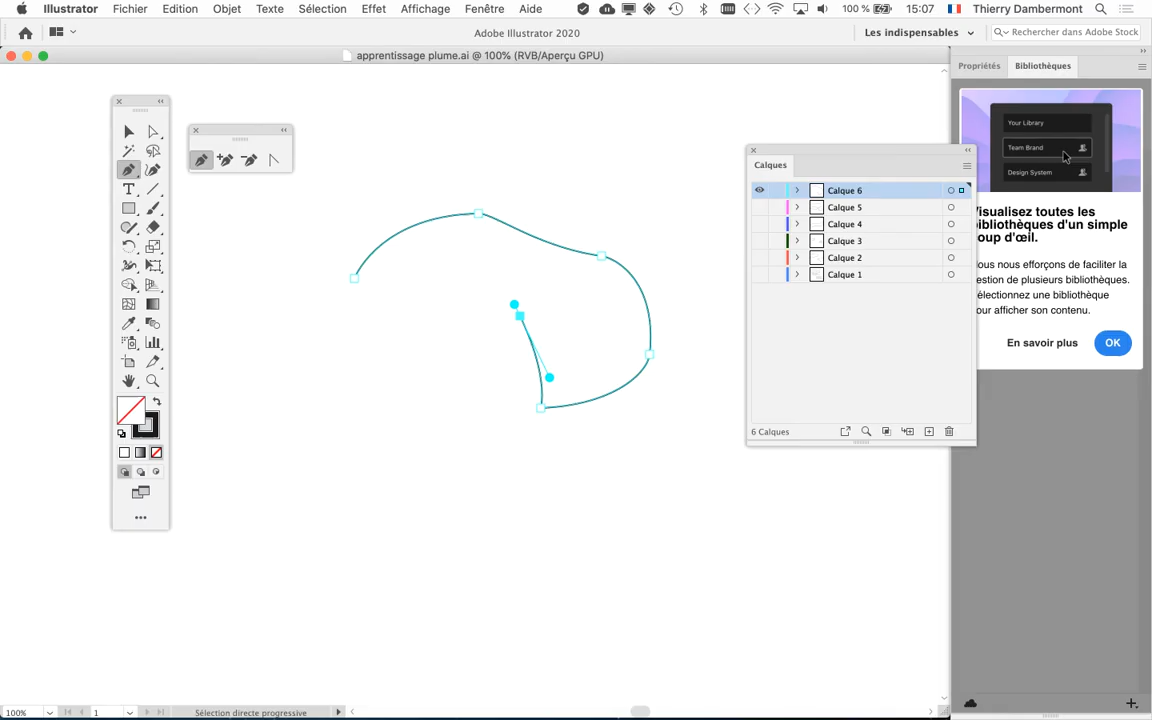 Illustrator Fichier Edition Objet Texte Sélection Effet Affichage Fenêtre Aide 100 % 15:07 Thierry Dambermont
Adobe Illustrator 2020 Les indispensables Rechercher dans Adobe Stock
apprentissage plume.ai @ 100% (RVB/Aperçu GPU)
Propriétés Bibliothèques
Your Library
Team Brand
Design System
Calques
Calque 6
Calque 5
Calque 4
Calque 3
Calque 2
Calque 1
6 Calques
Visualisez toutes les
bibliothèques d'un simple
oup d'œil.
ous nous efforçons de faciliter la
estion de plusieurs bibliothèques.
électionnez une bibliothèque
our afficher son contenu.
En savoir plus OK
100% 1 Sélection directe progressive